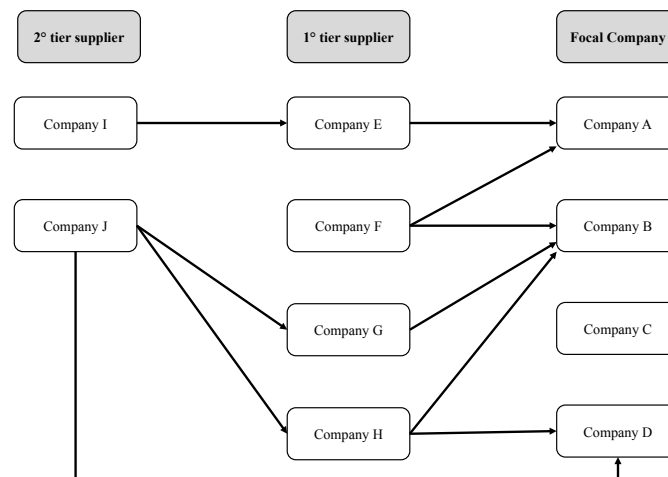 2° tier supplier
1° tier supplier
Focal Company
Company I
Company E
Company A
Company J
Company F
Company B
Company G
Company C
Company H
Company D